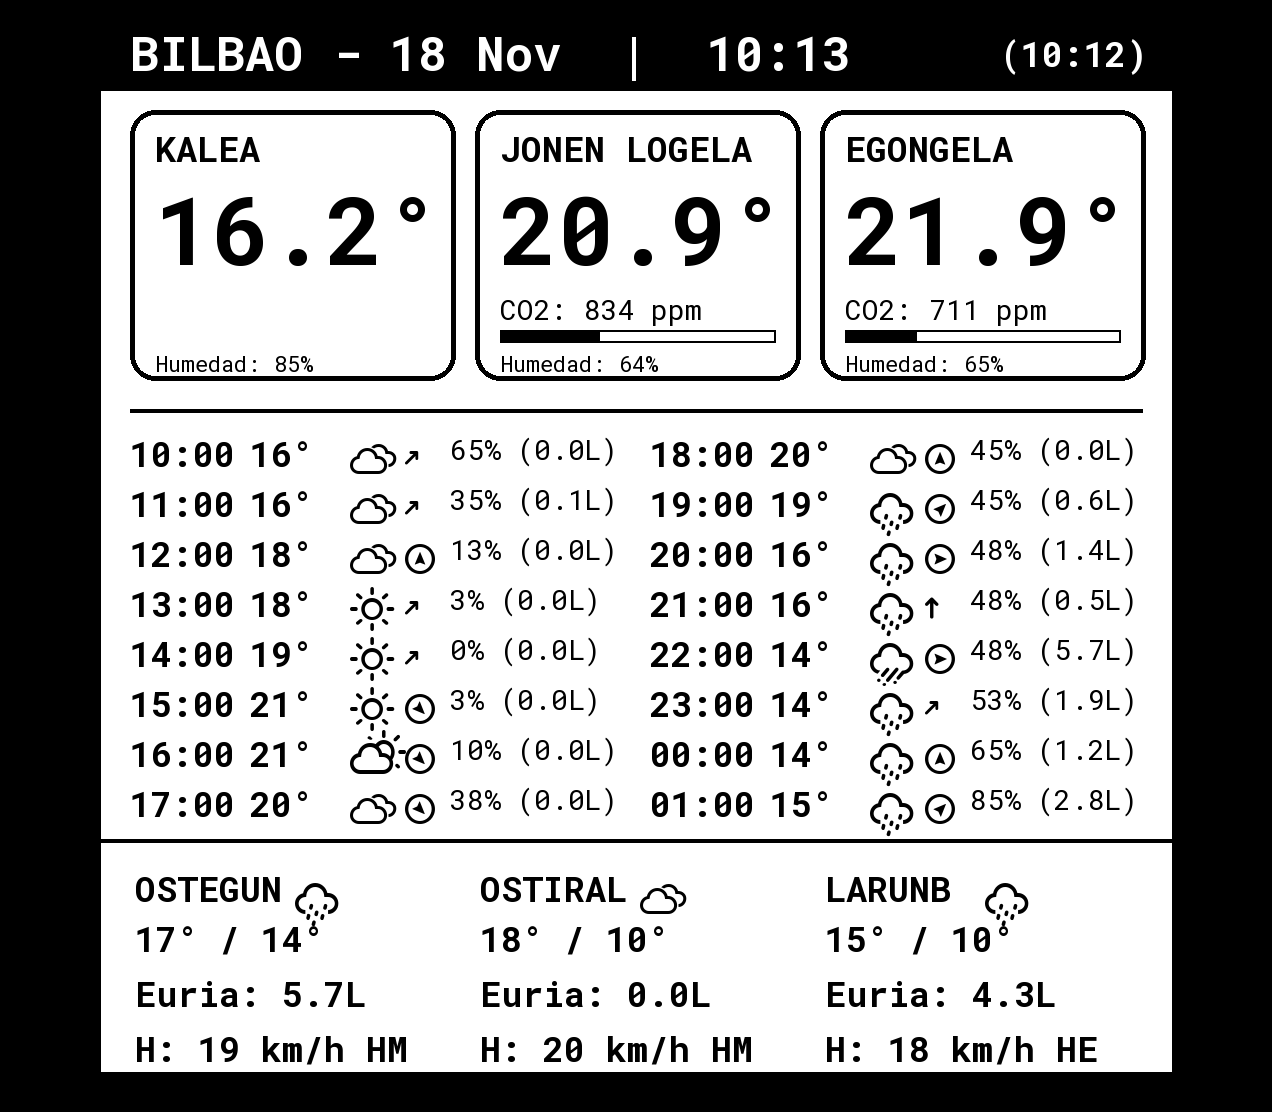 BILBAO - 18 Nov | 10:13 (10:12)
KALEA
16.2°
Humedad: 85%
JONEN LOGELA
20.9°
CO2: 834 ppm
Humedad: 64%
EGONGELA
21.9°
CO2: 711 ppm
Humedad: 65%
10:00 16° 65% (0.0L)
11:00 16° 35% (0.1L)
12:00 18° 13% (0.0L)
13:00 18° 3% (0.0L)
14:00 19° 0% (0.0L)
15:00 21° 3% (0.0L)
16:00 21° 10% (0.0L)
17:00 20° 38% (0.0L)
18:00 20° 45% (0.0L)
19:00 19° 45% (0.6L)
20:00 16° 48% (1.4L)
21:00 16° 48% (0.5L)
22:00 14° 48% (5.7L)
23:00 14° 53% (1.9L)
00:00 14° 65% (1.2L)
01:00 15° 85% (2.8L)
OSTEGUN
17° / 14°
Euria: 5.7L
H: 19 km/h HM
OSTIRAL
18° / 10°
Euria: 0.0L
H: 20 km/h HM
LARUNB
15° / 10°
Euria: 4.3L
H: 18 km/h HE